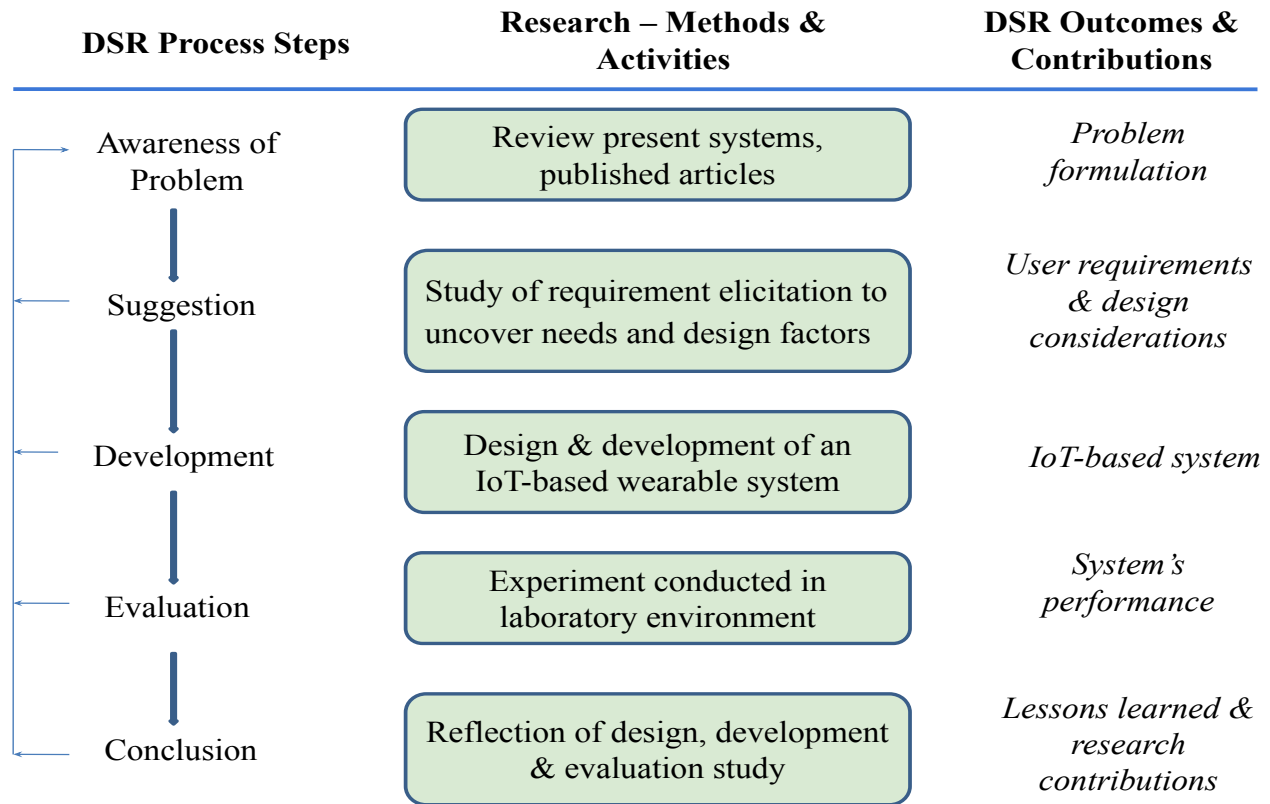 DSR Process Steps
Research – Methods &
Activities
DSR Outcomes &
Contributions
Awareness of
Problem
Review present systems,
published articles
Problem
formulation
Suggestion
Study of requirement elicitation to
uncover needs and design factors
User requirements
& design
considerations
Development
Design & development of an
IoT-based wearable system
IoT-based system
Evaluation
Experiment conducted in
laboratory environment
System’s
performance
Conclusion
Reflection of design, development
& evaluation study
Lessons learned &
research
contributions